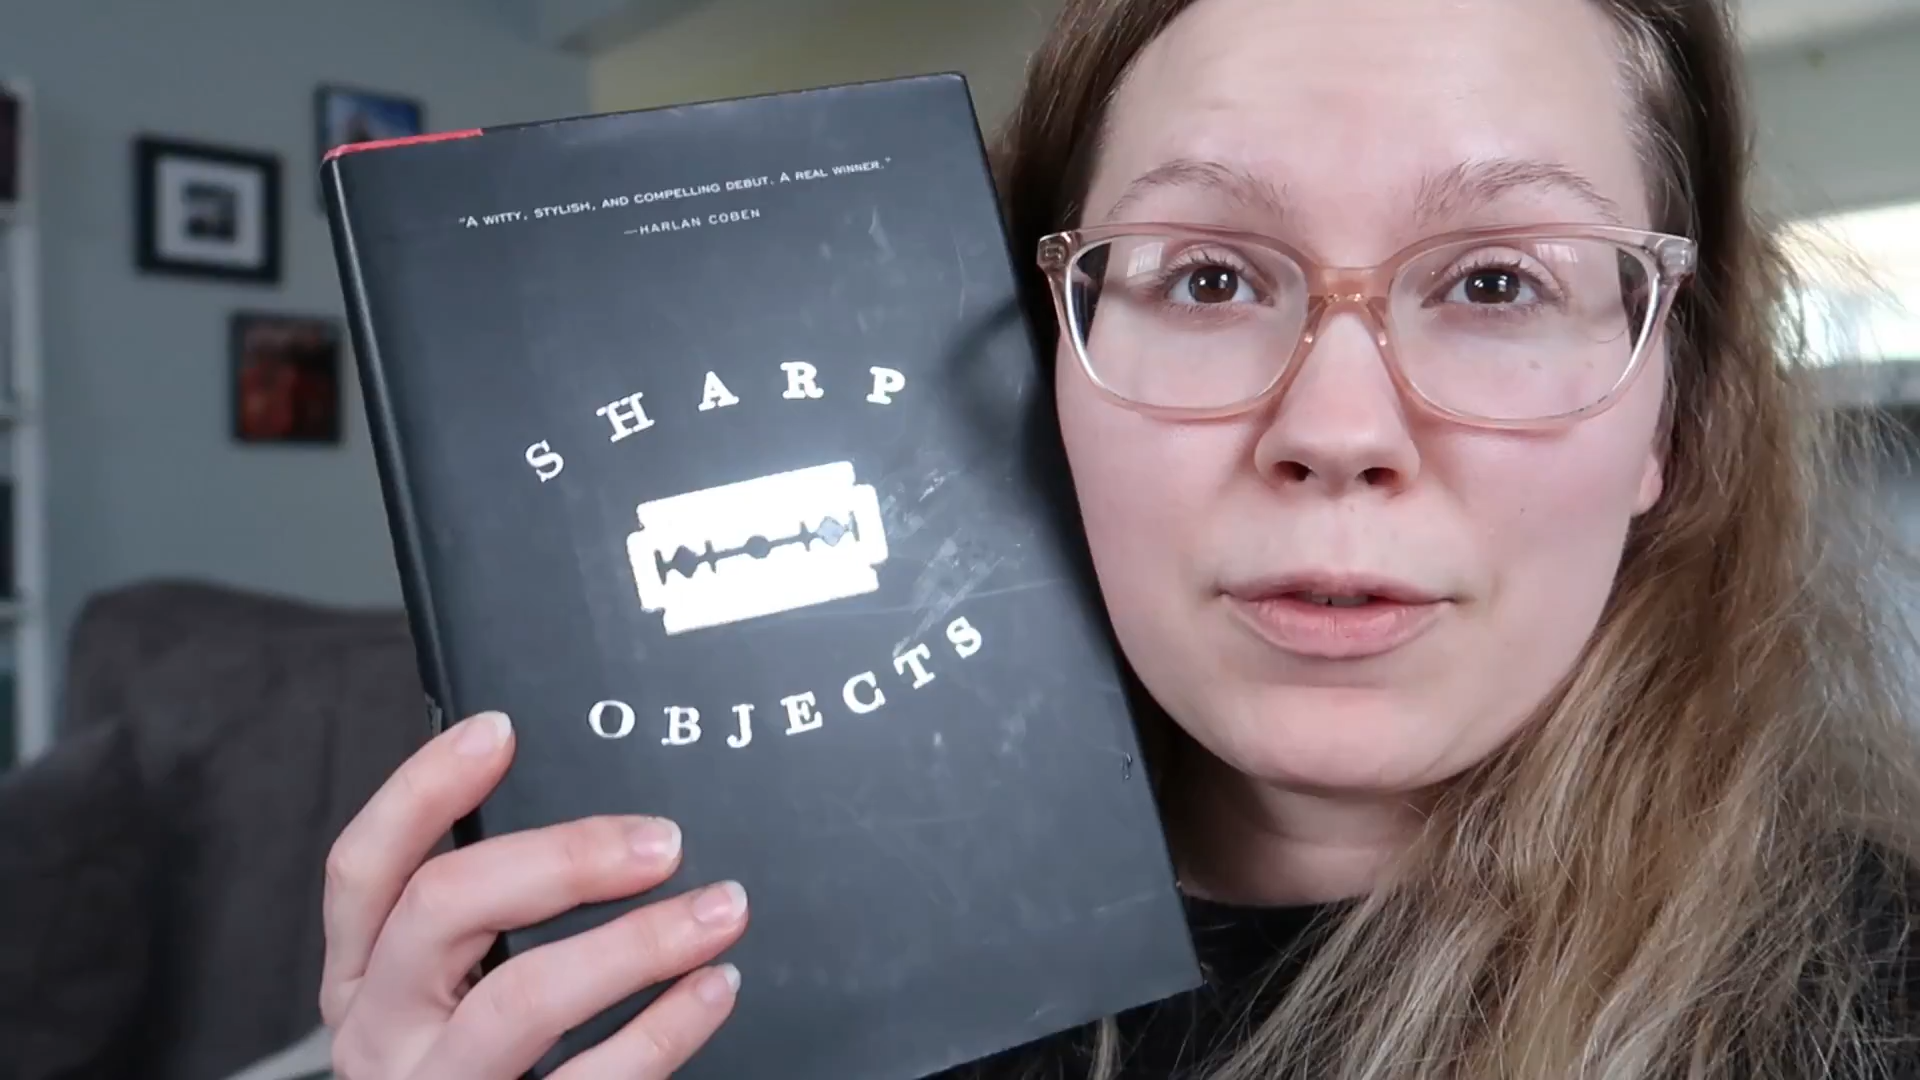 "A WITTY, STYLISH, AND COMPELLING DEBUT. A REAL WINNER."
—HARLAN COBEN
SHARP
OBJECTS